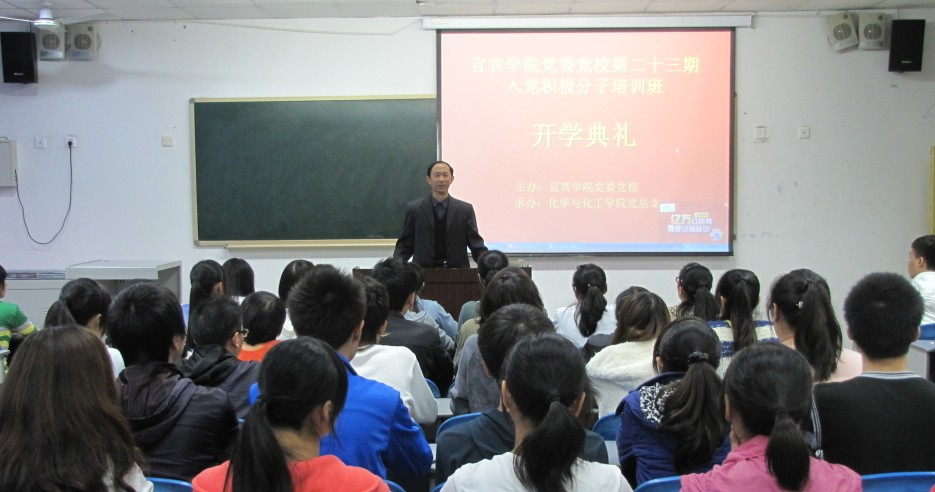 宜宾学院党委党校第二十三期
入党积极分子培训班
开学典礼
主办：宜宾学院党委党校
承办：化学与化工学院党总支